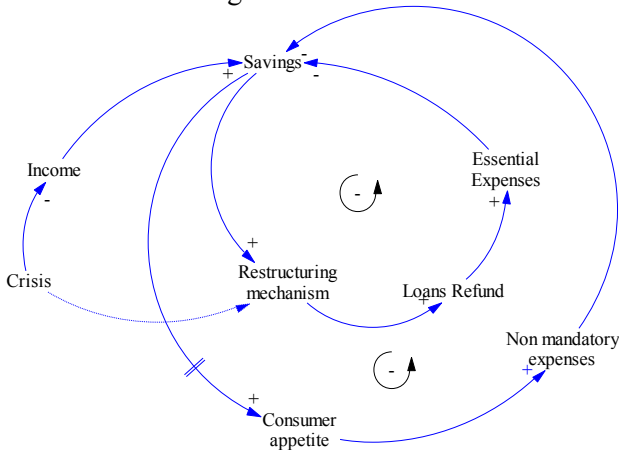 Savings
-
+
-
Income
-
Essential
Expenses
+
-
Crisis
+
Restructuring
mechanism
Loans Refund
+
Non mandatory
expenses
+
-
+
Consumer
appetite